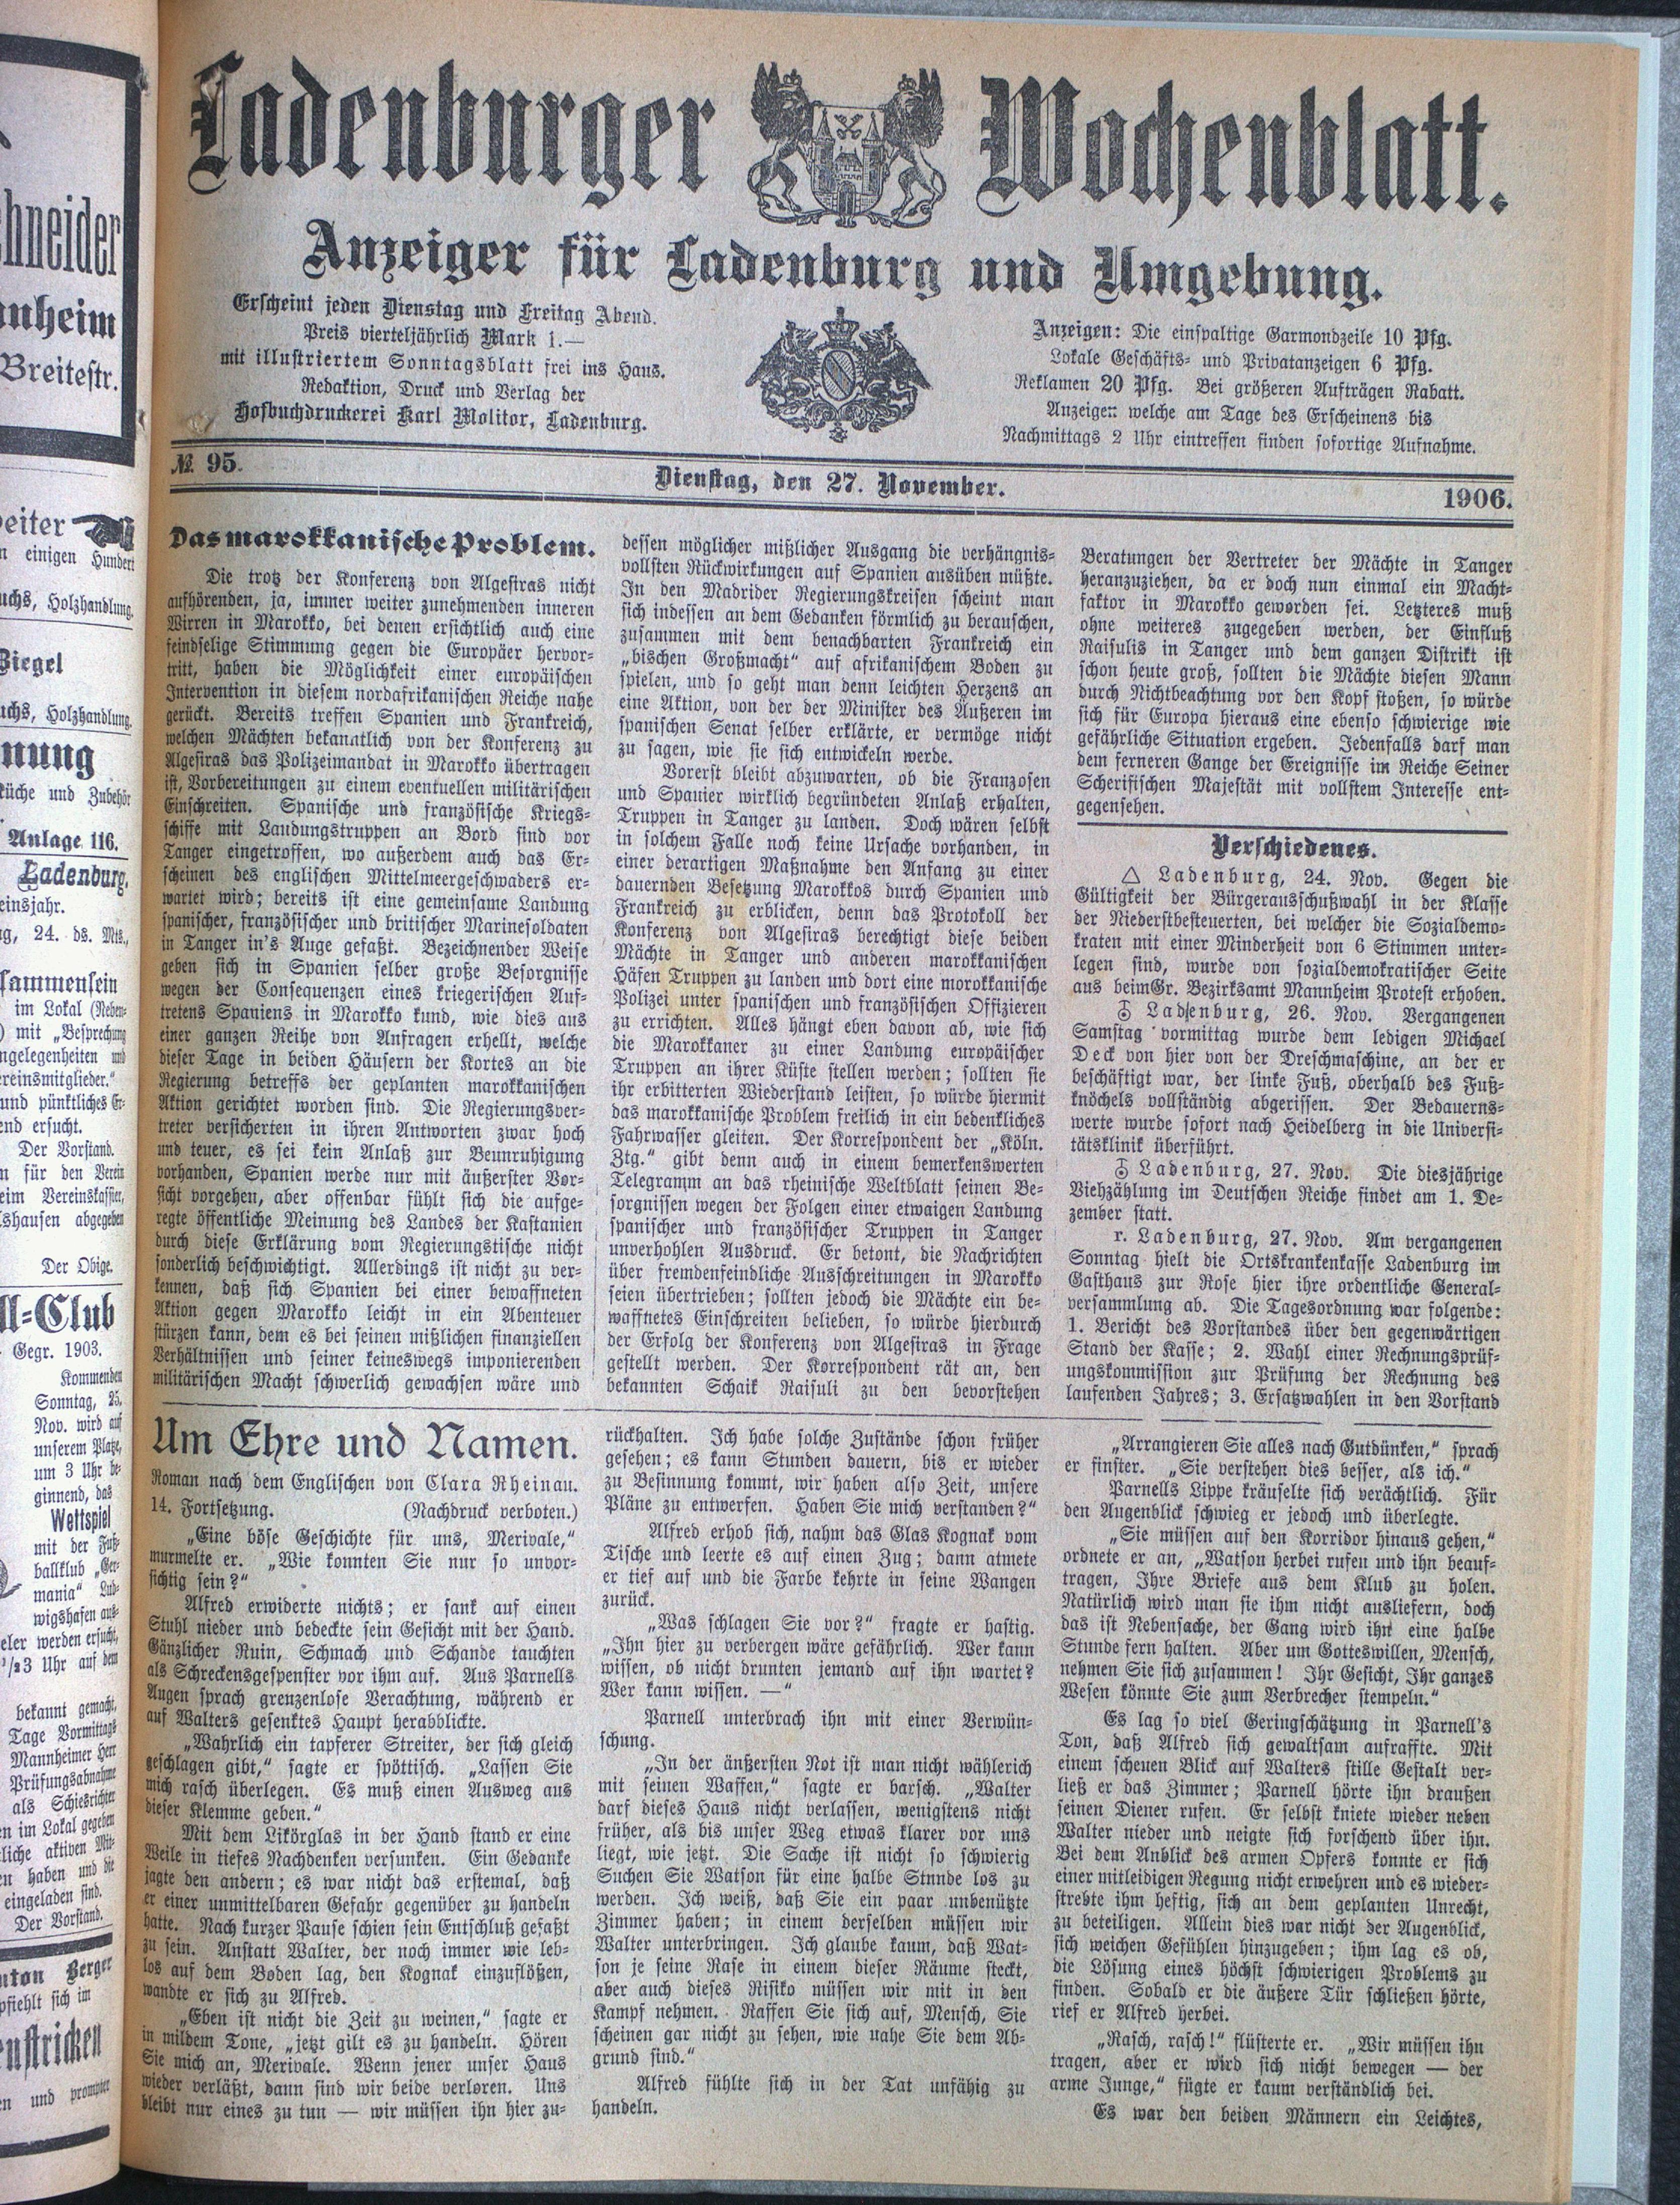 Ladenburger Wochenblatt.
Anzeiger für Ladenburg und Umgebung.
Erscheint jeden Dienstag und Freitag Abend.
Preis vierteljährlich Mark 1.—
mit illustriertem Sonntagsblatt frei ins Haus.
Redaktion, Druck und Verlag der
Hofbuchdruckerei Karl Molitor, Ladenburg.
Anzeigen: Die einspaltige Garmondzeile 10 Pfg.
Lokale Geschäfts- und Privatanzeigen 6 Pfg.
Reklamen 20 Pfg. Bei größeren Aufträgen Rabatt.
Anzeigen welche am Tage des Erscheinens bis
Nachmittags 2 Uhr eintreffen finden sofortige Aufnahme.
№ 95.
Dienstag, den 27. November.
1906.
Das marokkanische Problem.
Die trotz der Konferenz von Algesiras nicht
aufhörenden, ja, immer weiter zunehmenden inneren
Wirren in Marokko, bei denen ersichtlich auch eine
feindselige Stimmung gegen die Europäer hervor-
tritt, haben die Möglichkeit einer europäischen
Intervention in diesem nordafrikanischen Reiche nahe
gerückt. Bereits treffen Spanien und Frankreich,
welchen Mächten bekanntlich von der Konferenz zu
Algesiras das Polizeimandat in Marokko übertragen
ist, Vorbereitungen zu einem eventuellen militärischen
Einschreiten. Spanische und französische Kriegs-
schiffe mit Landungstruppen an Bord sind vor
Tanger eingetroffen, wo außerdem auch das Er-
scheinen des englischen Mittelmeergeschwaders er-
wartet wird; bereits ist eine gemeinsame Landung
spanischer, französischer und britischer Marinesoldaten
in Tanger in's Auge gefaßt. Bezeichnender Weise
geben sich in Spanien selber große Besorgnisse
wegen der Consequenzen eines kriegerischen Auf-
tretens Spaniens in Marokko kund, wie dies aus
einer ganzen Reihe von Anfragen erhellt, welche
dieser Tage in beiden Häusern der Kortes an die
Regierung betreffs der geplanten marokkanischen
Aktion gerichtet worden sind. Die Regierungsver-
treter versicherten in ihren Antworten zwar hoch
und teuer, es sei kein Anlaß zur Beunruhigung
vorhanden, Spanien werde nur mit äußerster Vor-
sicht vorgehen, aber offenbar fühlt sich die aufge-
regte öffentliche Meinung des Landes der Kastanien
durch diese Erklärung vom Regierungstische nicht
sonderlich beschwichtigt. Allerdings ist nicht zu ver-
kennen, daß sich Spanien bei einer bewaffneten
Aktion gegen Marokko leicht in ein Abenteuer
stürzen kann, dem es bei seinen mißlichen finanziellen
Verhältnissen und seiner keineswegs imponierenden
militärischen Macht schwerlich gewachsen wäre und
dessen möglicher mißlicher Ausgang die verhängnis-
vollsten Rückwirkungen auf Spanien ausüben müßte.
In den Madrider Regierungskreisen scheint man
sich indessen an dem Gedanken förmlich zu berauschen,
zusammen mit dem benachbarten Frankreich ein
„bischen Großmacht“ auf afrikanischem Boden zu
spielen, und so geht man denn leichten Herzens an
eine Aktion, von der der Minister des Äußeren im
spanischen Senat selber erklärte, er vermöge nicht
zu sagen, wie sie sich entwickeln werde.
Vorerst bleibt abzuwarten, ob die Franzosen
und Spanier wirklich begründeten Anlaß erhalten,
Truppen in Tanger zu landen. Doch wären selbst
in solchem Falle noch keine Ursache vorhanden, in
einer derartigen Maßnahme den Anfang zu einer
dauernden Besetzung Marokkos durch Spanien und
Frankreich zu erblicken, denn das Protokoll der
Konferenz von Algesiras berechtigt diese beiden
Mächte in Tanger und anderen marokkanischen
Häfen Truppen zu landen und dort eine morokkanische
Polizei unter spanischen und französischen Offizieren
zu errichten. Alles hängt eben davon ab, wie sich
die Marokkaner zu einer Landung europäischer
Truppen an ihrer Küste stellen werden; sollten sie
ihr erbitterten Wiederstand leisten, so würde hiermit
das marokkanische Problem freilich in ein bedenkliches
Fahrwasser gleiten. Der Korrespondent der „Köln.
Ztg.“ gibt denn auch in einem bemerkenswerten
Telegramm an das rheinische Weltblatt seinen Be-
sorgnissen wegen der Folgen einer etwaigen Landung
spanischer und französischer Truppen in Tanger
unverhohlen Ausdruck. Er betont, die Nachrichten
über fremdenfeindliche Ausschreitungen in Marokko
seien übertrieben; sollten jedoch die Mächte ein be-
waffnetes Einschreiten belieben, so würde hierdurch
der Erfolg der Konferenz von Algesiras in Frage
gestellt werden. Der Korrespondent rät an, den
bekannten Schaik Raisuli zu den bevorstehen
Beratungen der Vertreter der Mächte in Tanger
heranzuziehen, da er doch nun einmal ein Macht-
faktor in Marokko geworden sei. Letzteres muß
ohne weiteres zugegeben werden, der Einfluß
Raisulis in Tanger und dem ganzen Distrikt ist
schon heute groß, sollten die Mächte diesen Mann
durch Nichtbeachtung vor den Kopf stoßen, so würde
sich für Europa hieraus eine ebenso schwierige wie
gefährliche Situation ergeben. Jedenfalls darf man
dem ferneren Gange der Ereignisse im Reiche Seiner
Scherifischen Majestät mit vollstem Interesse ent-
gegensehen.
Verschiedenes.
△ Ladenburg, 24. Nov. Gegen die
Gültigkeit der Bürgerausschußwahl in der Klasse
der Niederstbesteuerten, bei welcher die Sozialdemo-
kraten mit einer Minderheit von 6 Stimmen unter-
legen sind, wurde von sozialdemokratischer Seite
aus beimGr. Bezirksamt Mannheim Protest erhoben.
Ladenburg, 26. Nov. Vergangenen
Samstag vormittag wurde dem ledigen Michael
Deck von hier von der Dreschmaschine, an der er
beschäftigt war, der linke Fuß, oberhalb des Fuß-
knöchels vollständig abgerissen. Der Bedauerns-
werte wurde sofort nach Heidelberg in die Universi-
tätsklinik überführt.
Ladenburg, 27. Nov. Die diesjährige
Viehzählung im Deutschen Reiche findet am 1. De-
zember statt.
r. Ladenburg, 27. Nov. Am vergangenen
Sonntag hielt die Ortskrankenkasse Ladenburg im
Gasthaus zur Rose hier ihre ordentliche General-
versammlung ab. Die Tagesordnung war folgende:
1. Bericht des Vorstandes über den gegenwärtigen
Stand der Kasse; 2. Wahl einer Rechnungsprüf-
ungskommission zur Prüfung der Rechnung des
laufenden Jahres; 3. Ersatzwahlen in den Vorstand
Um Ehre und Namen.
Roman nach dem Englischen von Clara Rheinau.
14. Fortsetzung. (Nachdruck verboten.)
„Eine böse Geschichte für uns, Merivale,“
murmelte er. „Wie konnten Sie nur so unvor-
sichtig sein?“
Alfred erwiderte nichts; er sank auf einen
Stuhl nieder und bedeckte sein Gesicht mit der Hand.
Gänzlicher Ruin, Schmach und Schande tauchten
als Schreckensgespenster vor ihm auf. Aus Parnells
Augen sprach grenzenlose Verachtung, während er
auf Walters gesenktes Haupt herabblickte.
„Wahrlich ein tapferer Streiter, der sich gleich
geschlagen gibt,“ sagte er spöttisch. „Lassen Sie
mich rasch überlegen. Es muß einen Ausweg aus
dieser Klemme geben.“
Mit dem Likörglas in der Hand stand er eine
Weile in tiefes Nachdenken versunken. Ein Gedanke
jagte den andern; es war nicht das erstemal, daß
er einer unmittelbaren Gefahr gegenüber zu handeln
hatte. Nach kurzer Pause schien sein Entschluß gefaßt
zu sein. Anstatt Walter, der noch immer wie leb-
los auf dem Boden lag, den Kognak einzuflößen,
wandte er sich zu Alfred.
„Eben ist nicht die Zeit zu weinen,“ sagte er
in mildem Tone, „jetzt gilt es zu handeln. Hören
Sie mich an, Merivale. Wenn jener unser Haus
wieder verläßt, dann sind wir beide verloren. Uns
bleibt nur eines zu tun — wir müssen ihn hier zu-
rückhalten. Ich habe solche Zustände schon früher
gesehen; es kann Stunden dauern, bis er wieder
zu Besinnung kommt, wir haben also Zeit, unsere
Pläne zu entwerfen. Haben Sie mich verstanden?“
Alfred erhob sich, nahm das Glas Kognak vom
Tische und leerte es auf einen Zug; dann atmete
er tief auf und die Farbe kehrte in seine Wangen
zurück.
„Was schlagen Sie vor?“ fragte er hastig.
„Ihn hier zu verbergen wäre gefährlich. Wer kann
wissen, ob nicht drunten jemand auf ihn wartet?
Wer kann wissen. —“
Parnell unterbrach ihn mit einer Verwün-
schung.
„In der änßersten Not ist man nicht wählerich
mit seinen Waffen,“ sagte er barsch. „Walter
darf dieses Haus nicht verlassen, wenigstens nicht
früher, als bis unser Weg etwas klarer vor uns
liegt, wie jetzt. Die Sache ist nicht so schwierig
Suchen Sie Watson für eine halbe Stnnde los zu
werden. Ich weiß, daß Sie ein paar unbenützte
Zimmer haben; in einem derselben müssen wir
Walter unterbringen. Ich glaube kaum, daß Wat-
son je seine Nase in einem dieser Räume steckt,
aber auch dieses Risiko müssen wir mit in den
Kampf nehmen. Raffen Sie sich auf, Mensch, Sie
scheinen gar nicht zu sehen, wie nahe Sie dem Ab-
grund sind.“
Alfred fühlte sich in der Tat unfähig zu
handeln.
„Arrangieren Sie alles nach Gutdünken,“ sprach
er finster. „Sie verstehen dies besser, als ich.“
Parnells Lippe kräuselte sich verächtlich. Für
den Augenblick schwieg er jedoch und überlegte.
„Sie müssen auf den Korridor hinaus gehen,“
ordnete er an, „Watson herbei rufen und ihn beauf-
tragen, Ihre Briefe aus dem Klub zu holen.
Natürlich wird man sie ihm nicht ausliefern, doch
das ist Nebensache, der Gang wird ihn eine halbe
Stunde fern halten. Aber um Gotteswillen, Mensch,
nehmen Sie sich zusammen! Ihr Gesicht, Ihr ganzes
Wesen könnte Sie zum Verbrecher stempeln.“
Es lag so viel Geringschätzung in Parnell's
Ton, daß Alfred sich gewaltsam aufraffte. Mit
einem scheuen Blick auf Walters stille Gestalt ver-
ließ er das Zimmer; Parnell hörte ihn draußen
seinen Diener rufen. Er selbst kniete wieder neben
Walter nieder und neigte sich forschend über ihn.
Bei dem Anblick des armen Opfers konnte er sich
einer mitleidigen Regung nicht erwehren und es wieder-
strebte ihm heftig, sich an dem geplanten Unrecht,
zu beteiligen. Allein dies war nicht der Augenblick,
sich weichen Gefühlen hinzugeben; ihm lag es ob,
die Lösung eines höchst schwierigen Problems zu
finden. Sobald er die äußere Tür schließen hörte,
rief er Alfred herbei.
„Rasch, rasch!“ flüsterte er. „Wir müssen ihn
tragen, aber er wird sich nicht bewegen — der
arme Junge,“ fügte er kaum verständlich bei.
Es war den beiden Männern ein Leichtes,